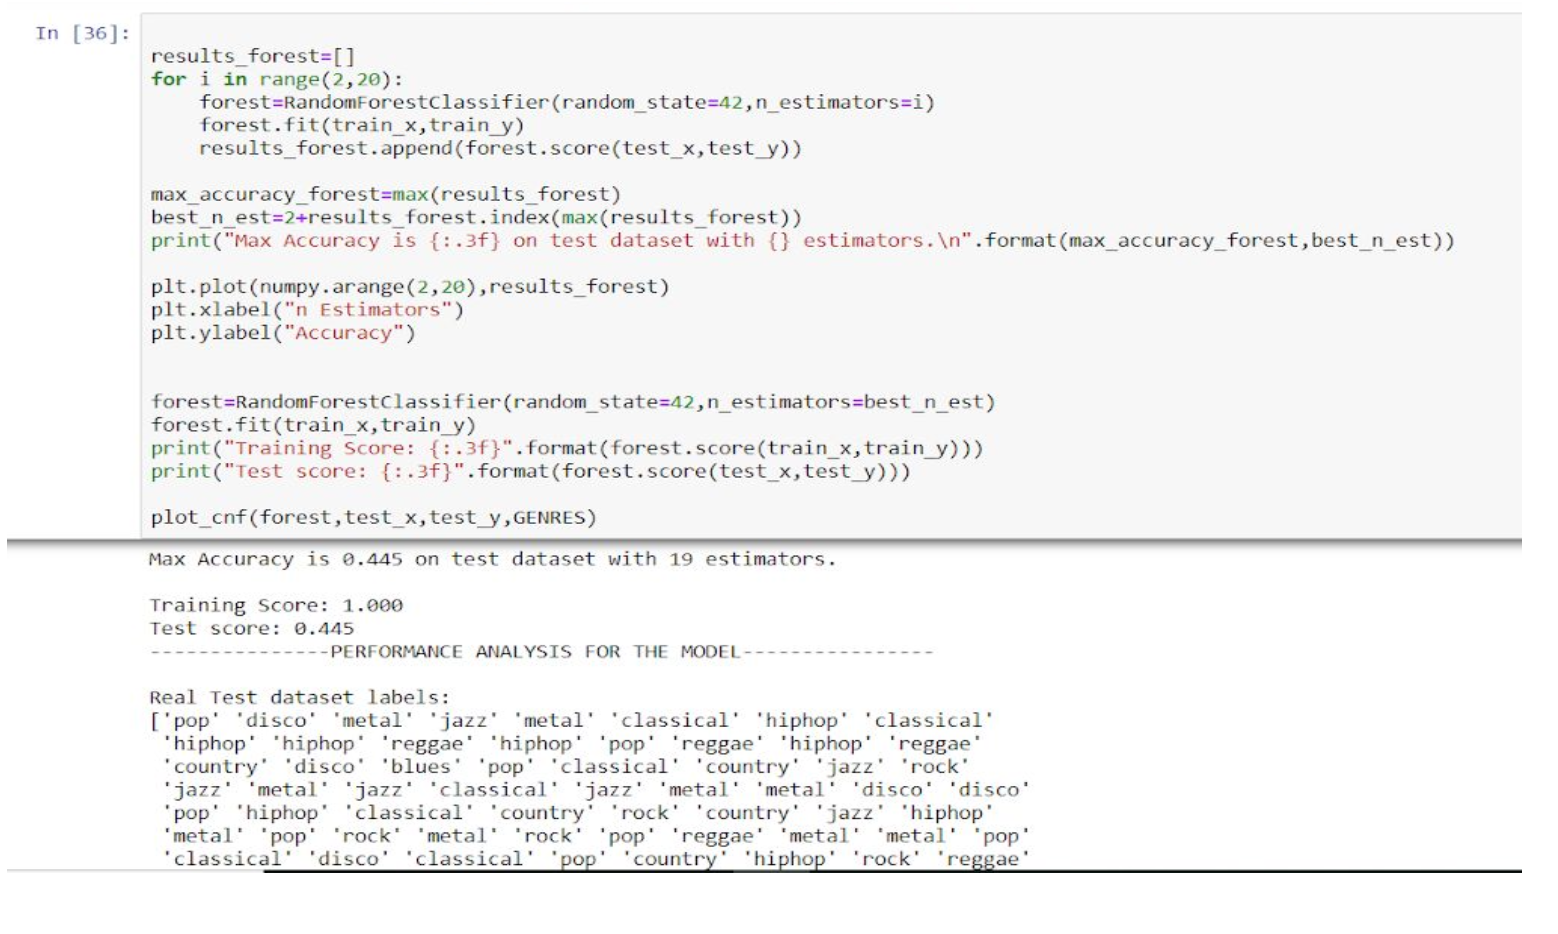 In [36]:
results_forest=[]
for i in range(2,20):
    forest=RandomForestClassifier(random_state=42,n_estimators=i)
    forest.fit(train_x,train_y)
    results_forest.append(forest.score(test_x,test_y))
max_accuracy_forest=max(results_forest)
best_n_est=2+results_forest.index(max(results_forest))
print("Max Accuracy is {:.3f} on test dataset with {} estimators.\n".format(max_accuracy_forest,best_n_est))
plt.plot(numpy.arange(2,20),results_forest)
plt.xlabel("n Estimators")
plt.ylabel("Accuracy")
forest=RandomForestClassifier(random_state=42,n_estimators=best_n_est)
forest.fit(train_x,train_y)
print("Training Score: {:.3f}".format(forest.score(train_x,train_y)))
print("Test score: {:.3f}".format(forest.score(test_x,test_y)))
plot_cnf(forest,test_x,test_y,GENRES)
Max Accuracy is 0.445 on test dataset with 19 estimators.
Training Score: 1.000
Test score: 0.445
---------------PERFORMANCE ANALYSIS FOR THE MODEL----------------
Real Test dataset labels:
['pop' 'disco' 'metal' 'jazz' 'metal' 'classical' 'hiphop' 'classical'
 'hiphop' 'hiphop' 'reggae' 'hiphop' 'pop' 'reggae' 'hiphop' 'reggae'
 'country' 'disco' 'blues' 'pop' 'classical' 'country' 'jazz' 'rock'
 'jazz' 'metal' 'jazz' 'classical' 'jazz' 'metal' 'metal' 'disco' 'disco'
 'pop' 'hiphop' 'classical' 'country' 'rock' 'country' 'jazz' 'hiphop'
 'metal' 'pop' 'rock' 'metal' 'rock' 'pop' 'reggae' 'metal' 'metal' 'pop'
 'classical' 'disco' 'classical' 'pop' 'country' 'hiphop' 'rock' 'reggae'